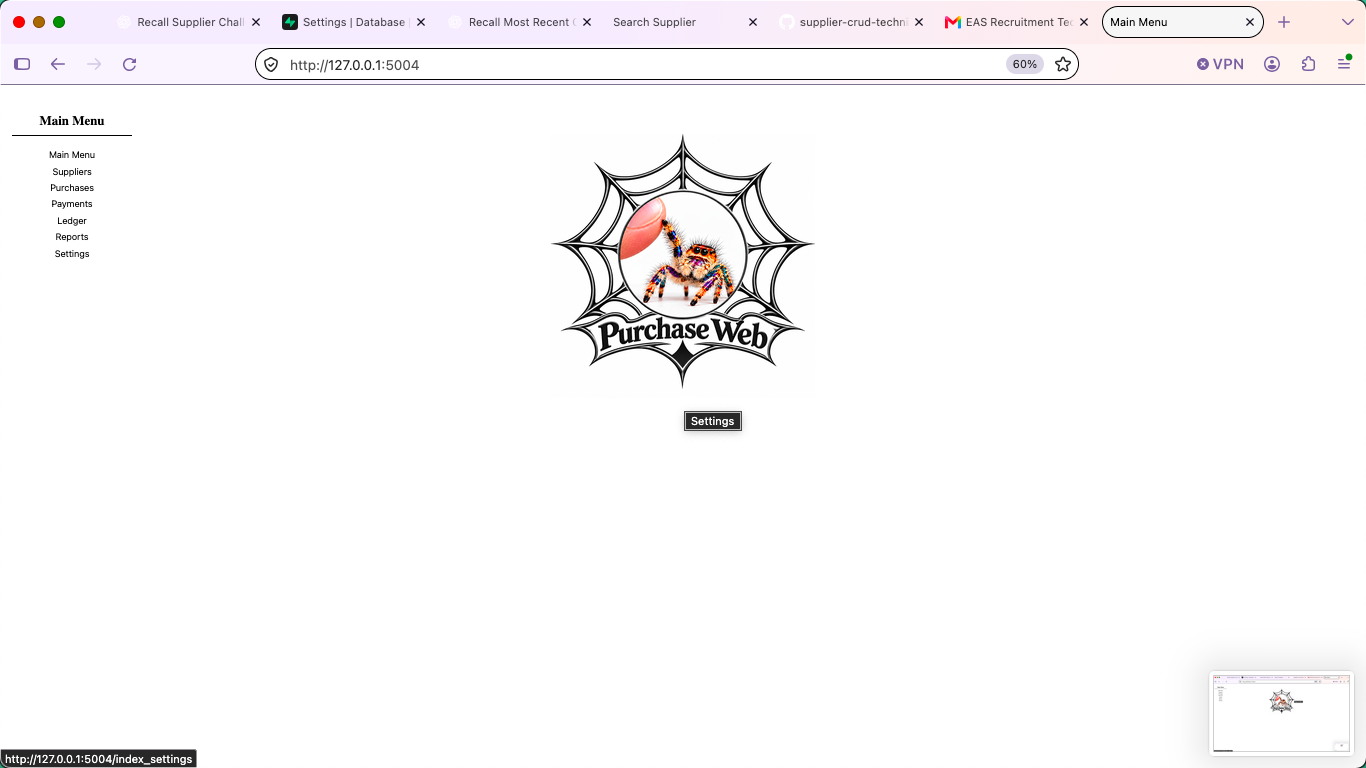 Recall Supplier Chall
Settings | Database
Recall Most Recent
Search Supplier
supplier-crud-techni
EAS Recruitment Tec
Main Menu
http://127.0.0.1:5004
60%
VPN
Main Menu
Main Menu
Suppliers
Purchases
Payments
Ledger
Reports
Settings
Purchase Web
Settings
http://127.0.0.1:5004/index_settings